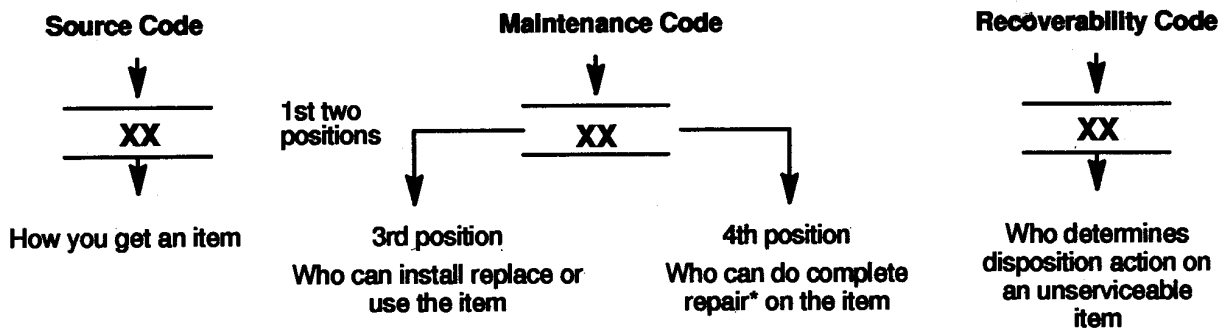 Source Code
Maintenance Code
Recoverability Code
XX
1st two
positions
XX
XX
How you get an item
3rd position
Who can install replace or
use the item
4th position
Who can do complete
repair* on the item
Who determines
disposition action on
an unserviceable
item